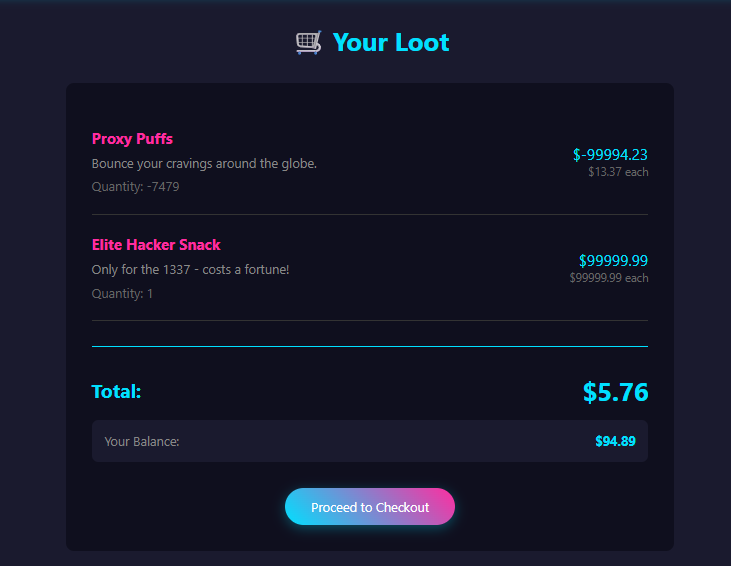 Your Loot
Proxy Puffs
Bounce your cravings around the globe.
Quantity: -7479
$-99994.23
$13.37 each
Elite Hacker Snack
Only for the 1337 - costs a fortune!
Quantity: 1
$99999.99
$99999.99 each
Total:
$5.76
Your Balance:
$94.89
Proceed to Checkout